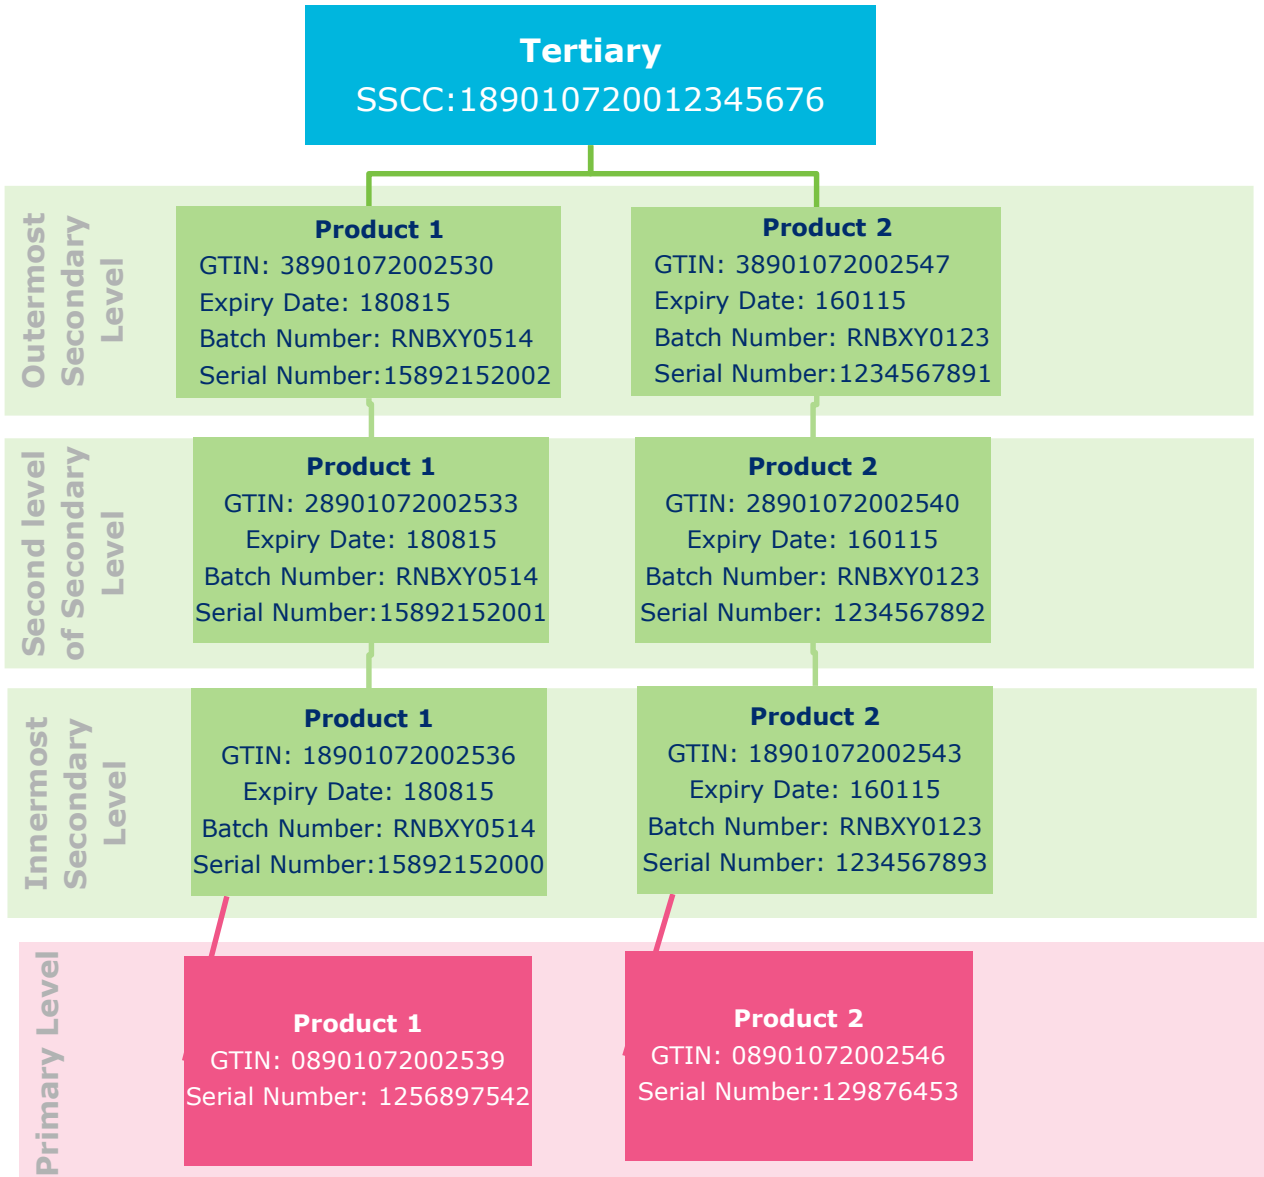 Tertiary
SSCC:189010720012345676
Outermost
Secondary
Level
Product 1
GTIN: 38901072002530
Expiry Date: 180815
Batch Number: RNBXY0514
Serial Number:15892152002
Product 2
GTIN: 38901072002547
Expiry Date: 160115
Batch Number: RNBXY0123
Serial Number:1234567891
Second level
of Secondary
Level
Product 1
GTIN: 28901072002533
Expiry Date: 180815
Batch Number: RNBXY0514
Serial Number:15892152001
Product 2
GTIN: 28901072002540
Expiry Date: 160115
Batch Number: RNBXY0123
Serial Number: 1234567892
Innermost
Secondary
Level
Product 1
GTIN: 18901072002536
Expiry Date: 180815
Batch Number: RNBXY0514
Serial Number:15892152000
Product 2
GTIN: 18901072002543
Expiry Date: 160115
Batch Number: RNBXY0123
Serial Number: 1234567893
Primary Level
Product 1
GTIN: 08901072002539
Serial Number: 1256897542
Product 2
GTIN: 08901072002546
Serial Number:129876453